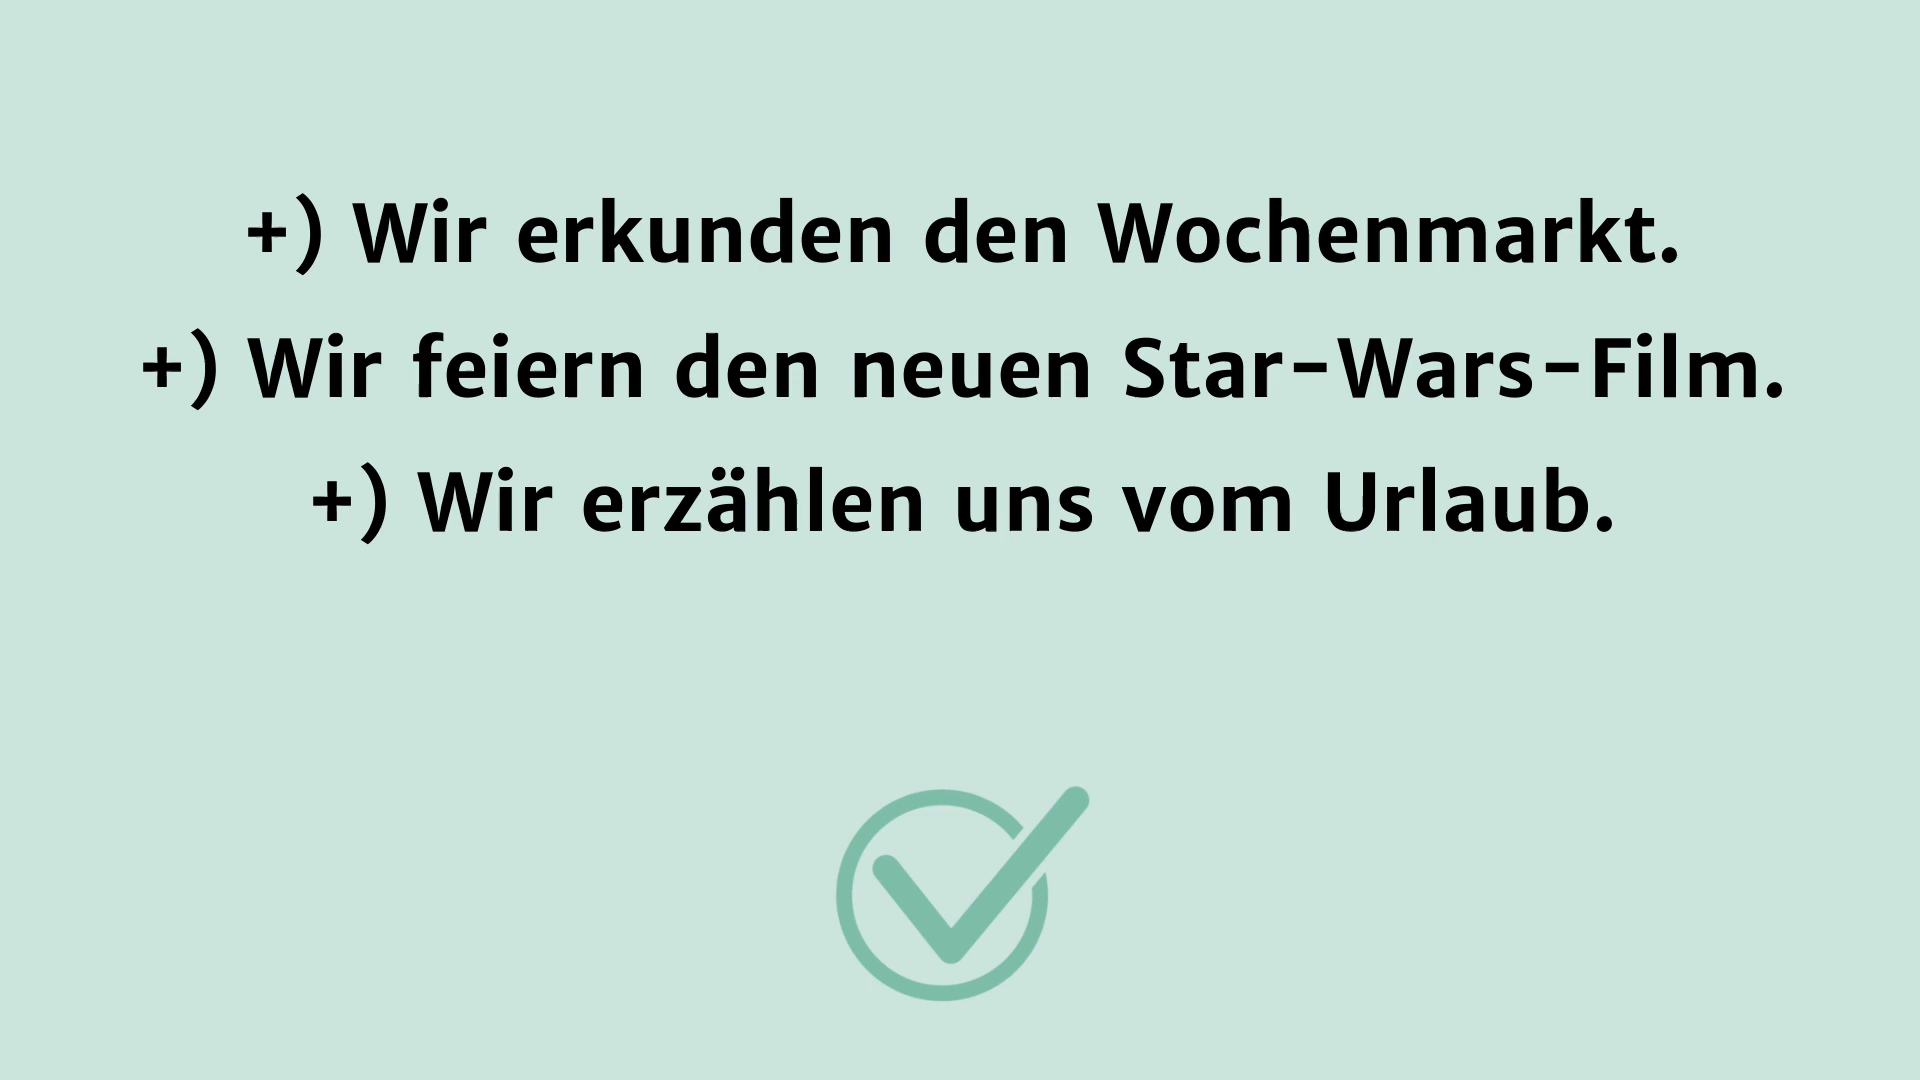 +) Wir erkunden den Wochenmarkt.
+) Wir feiern den neuen Star-Wars-Film.
+) Wir erzählen uns vom Urlaub.